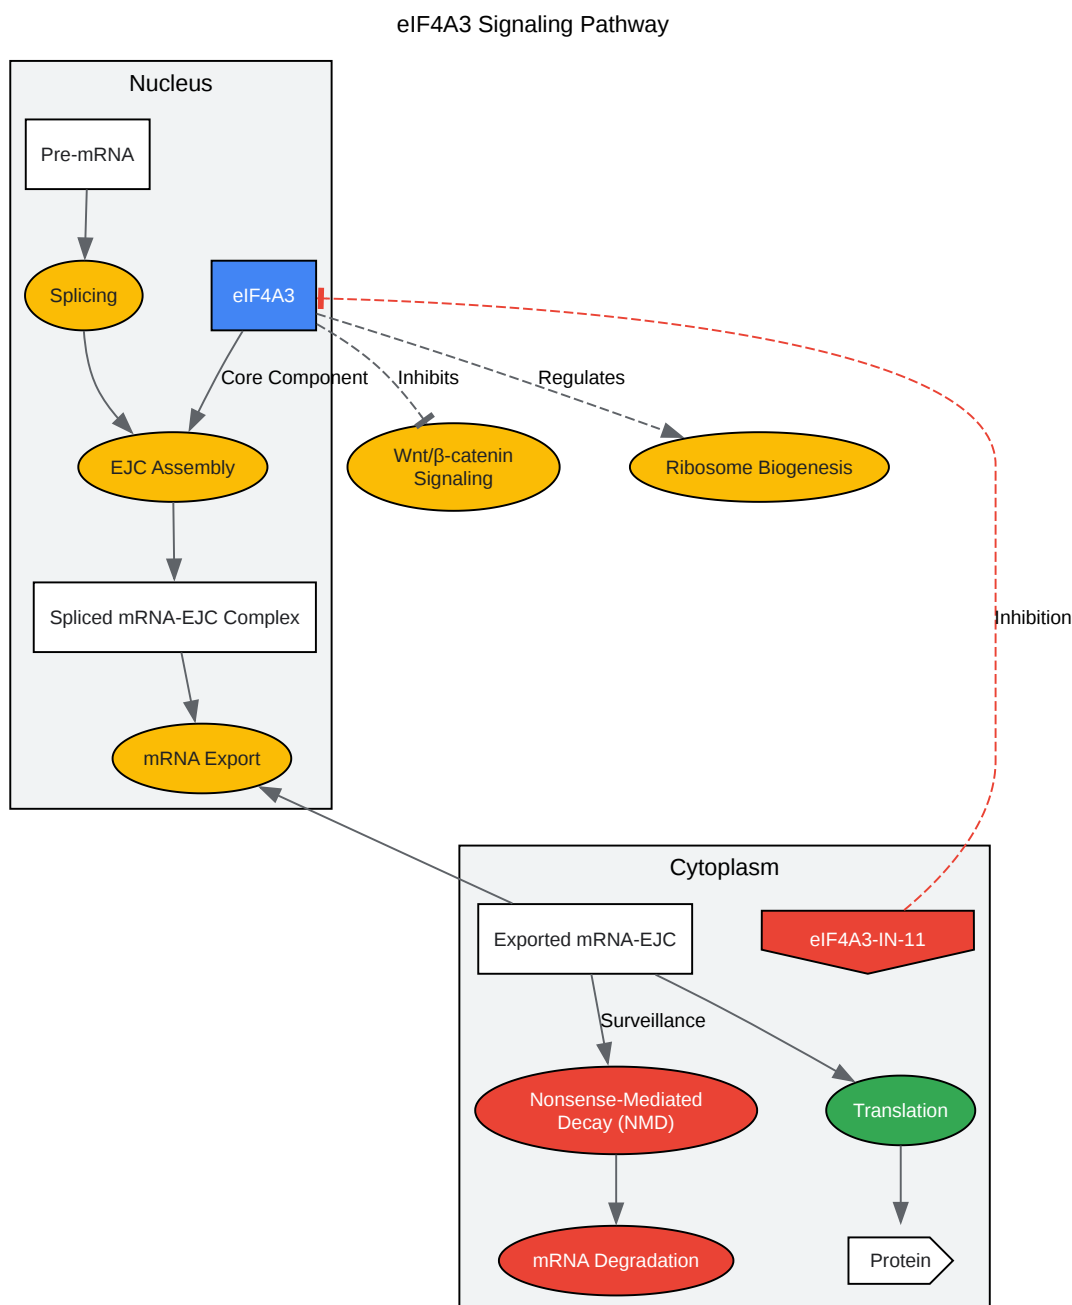 eIF4A3 Signaling Pathway
Nucleus
Pre-mRNA
Splicing
eIF4A3
Core Component
Inhibits
Regulates
EJC Assembly
Wnt/β-catenin
Signaling
Ribosome Biogenesis
Spliced mRNA-EJC Complex
Inhibition
mRNA Export
Cytoplasm
Exported mRNA-EJC
eIF4A3-IN-11
Surveillance
Nonsense-Mediated
Decay (NMD)
Translation
mRNA Degradation
Protein